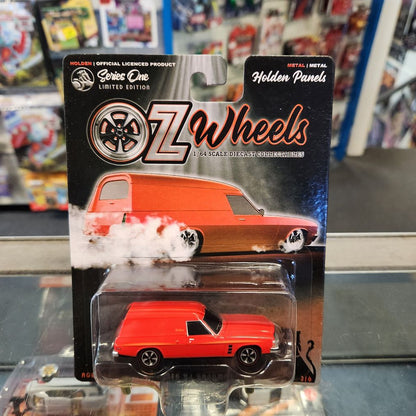 HOLDEN | OFFICIAL LICENCED PRODUCT
METAL | METAL
Series One
LIMITED EDITION
Holden Panels
OZ Wheels
1/64 SCALE DIECAST COLLECTABLES